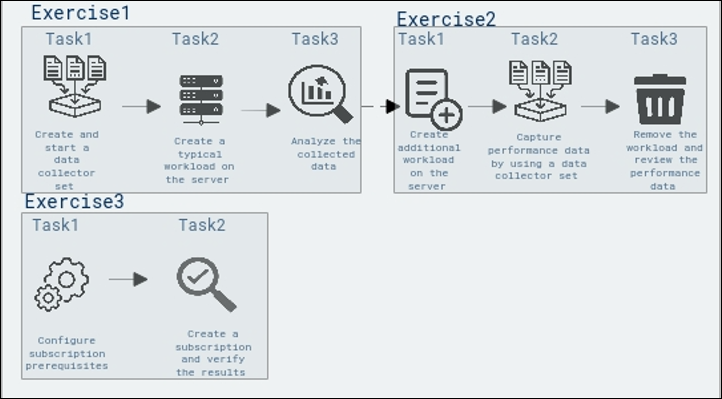 Exercise1
Task1
Task2
Task3
Create and
start a
data
collector
set
Create a
typical
workload on
the server
Analyze the
collected
data
Exercise2
Task1
Task2
Task3
Create
additional
workload
on the
server
Capture
performance data
by using a data
collector set
Remove the
workload and
review the
performance
data
Exercise3
Task1
Task2
Configure
subscription
prerequisites
Create a
subscription
and verify
the results